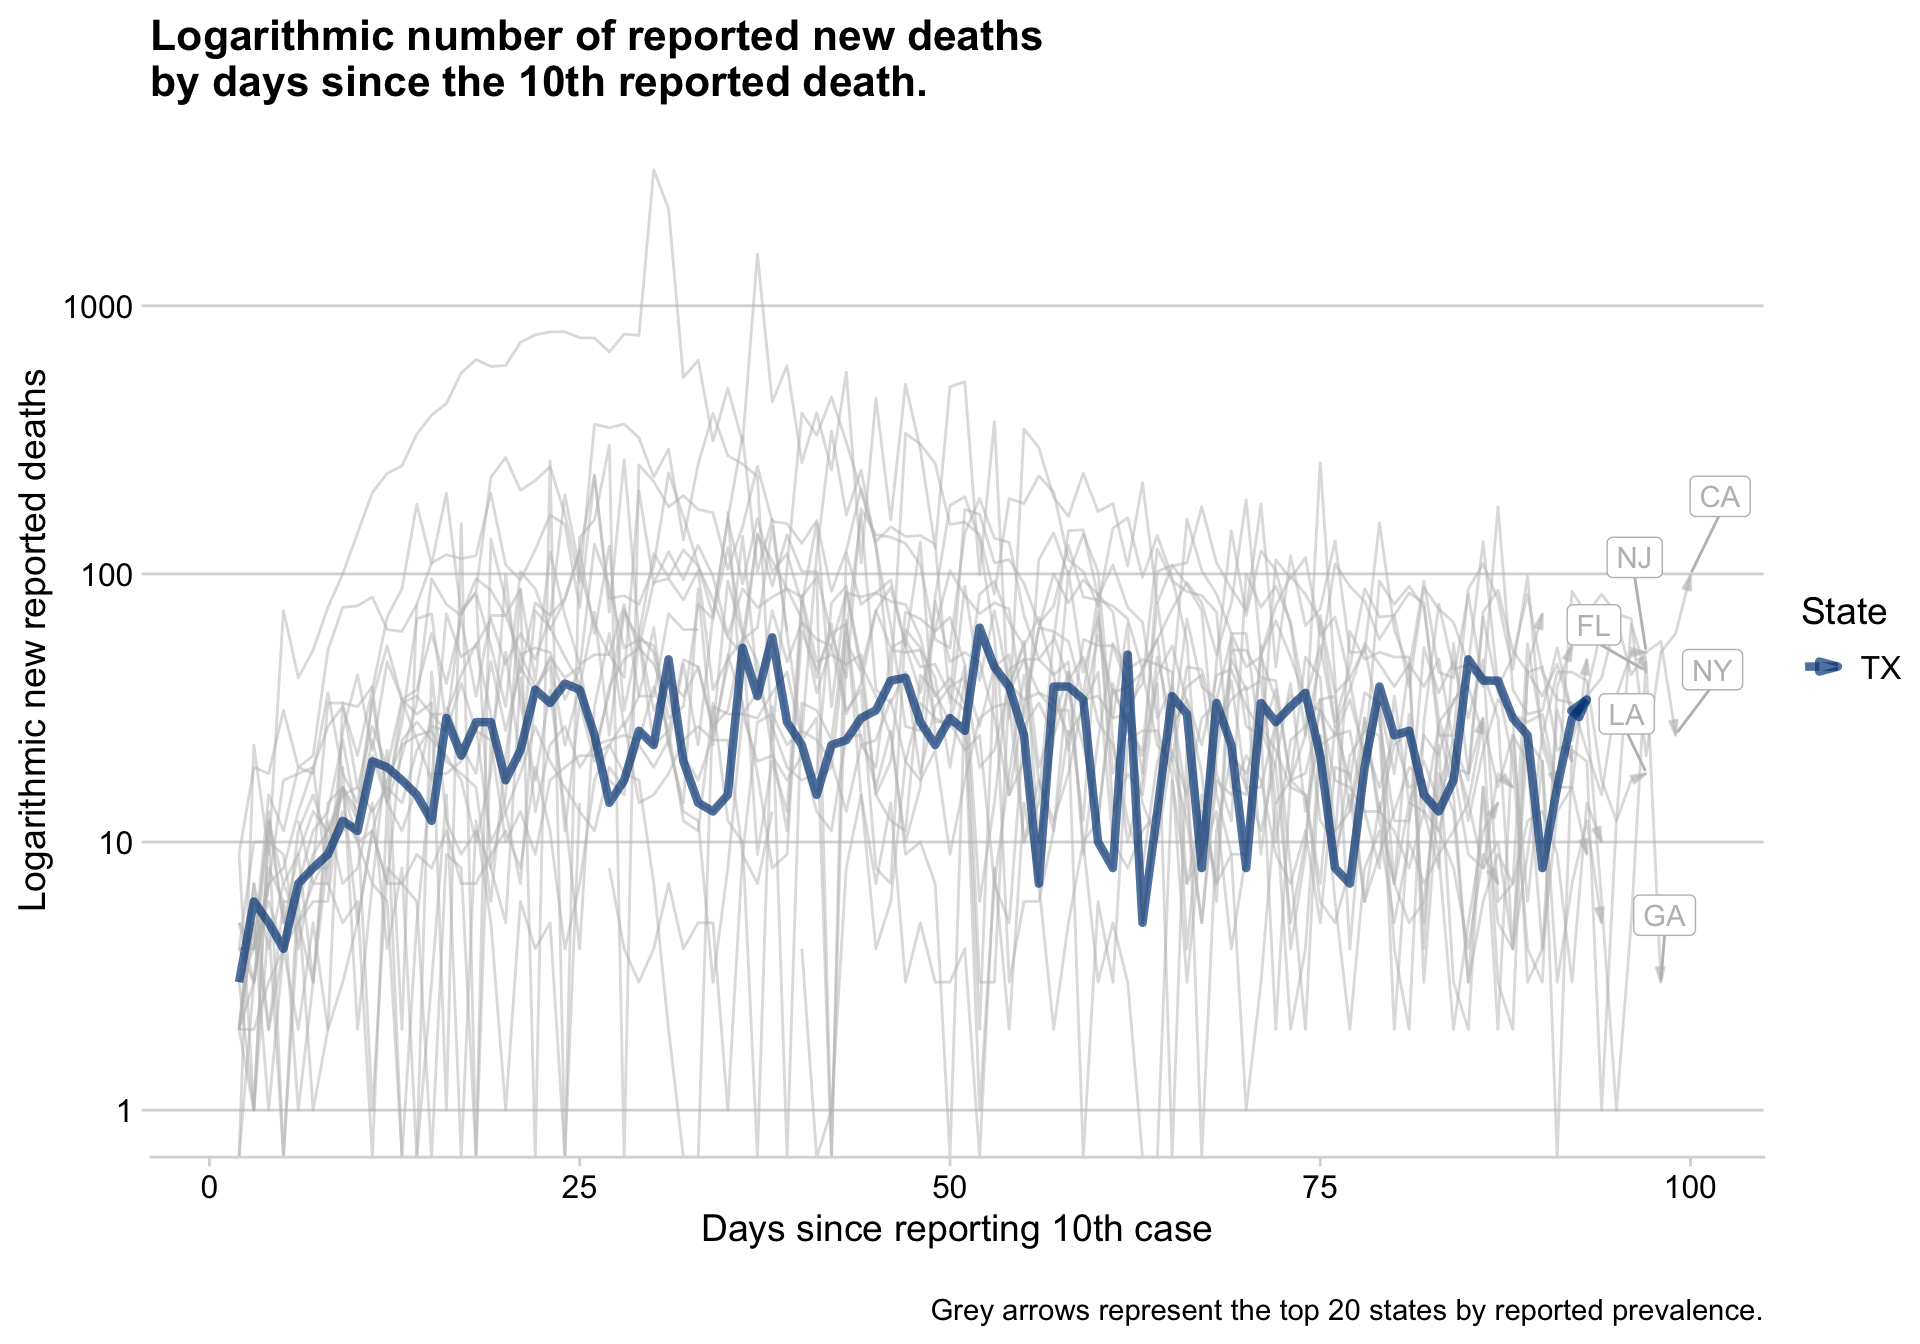 Logarithmic number of reported new deaths
by days since the 10th reported death.
Logarithmic new reported deaths
1000
100
10
1
CA
NJ
FL
NY
LA
GA
State
TX
0
25
50
75
100
Days since reporting 10th case
Grey arrows represent the top 20 states by reported prevalence.